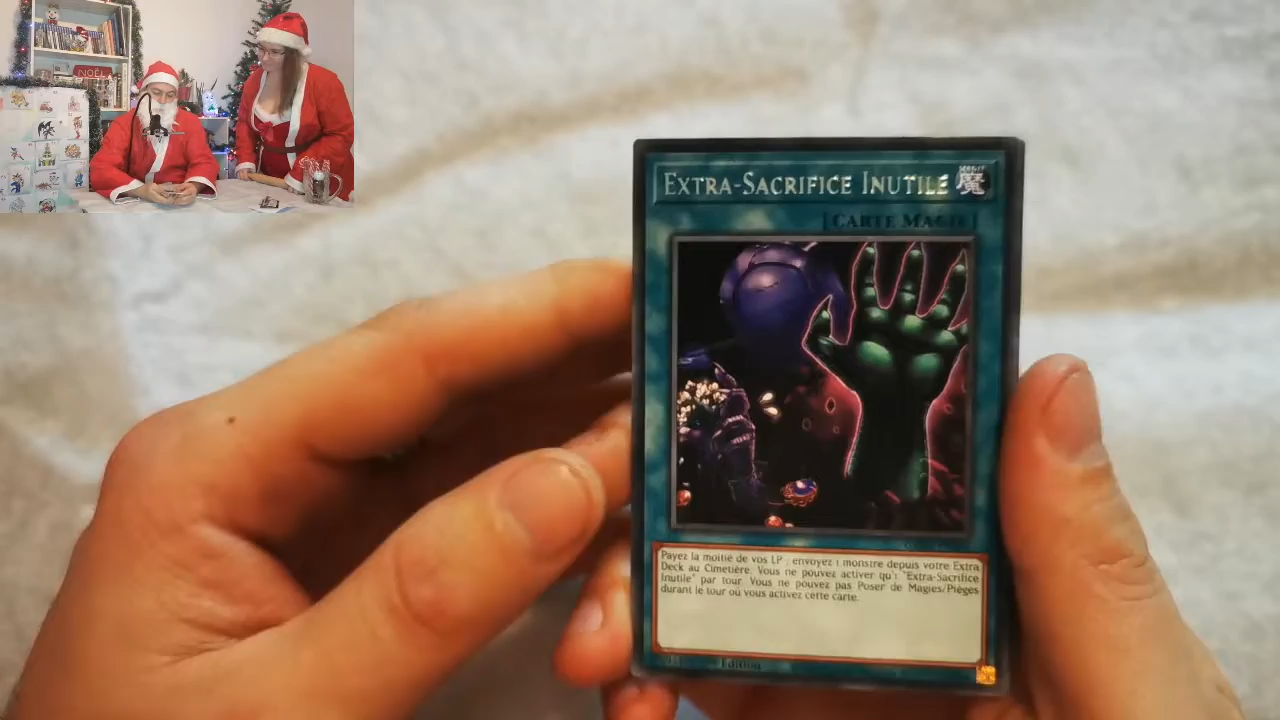 NOËL
EXTRA-SACRIFICE INUTILE 魔
[CARTE MAGIE]
Payez la moitié de vos LP ; envoyez 1 monstre depuis votre Extra
Deck au Cimetière. Vous ne pouvez activer qu'1 "Extra-Sacrifice
Inutile" par tour. Vous ne pouvez pas Poser de Magies/Pièges
durant le tour où vous activez cette carte.
Edition